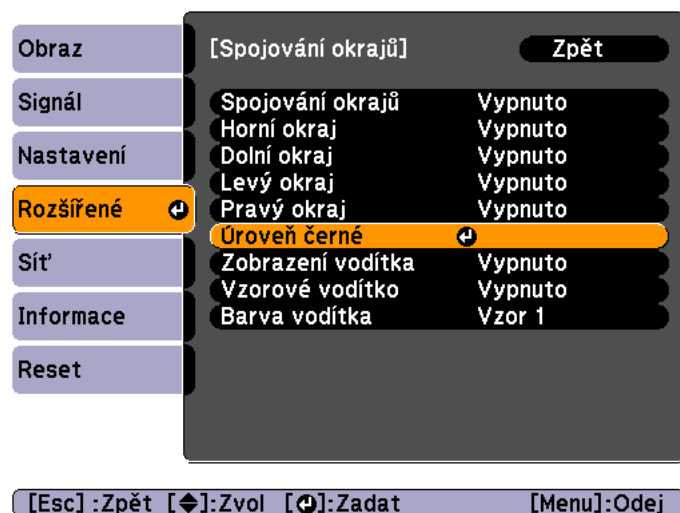 Obraz
Signál
Nastavení
Rozšířené
Síť
Informace
Reset
[Spojování okrajů] Zpět
Spojování okrajů Vypnuto
Horní okraj Vypnuto
Dolní okraj Vypnuto
Levý okraj Vypnuto
Pravý okraj Vypnuto
Úroveň černé
Zobrazení vodítka Vypnuto
Vzorové vodítko Vypnuto
Barva vodítka Vzor 1
[Esc] :Zpět [◆]:Zvol [⏎]:Zadat [Menu]:Odej